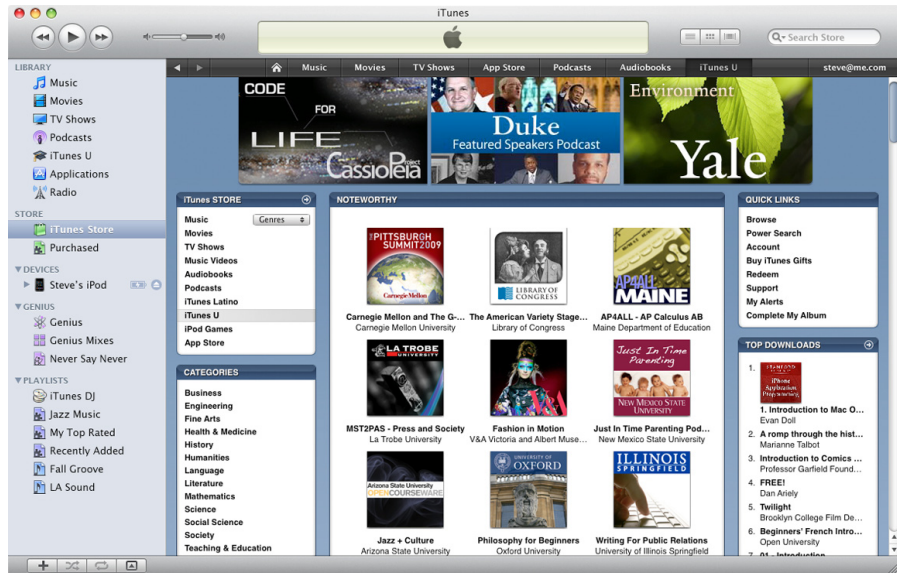 iTunes
Search Store
LIBRARY
Music
Movies
TV Shows
Podcasts
iTunes U
Applications
Radio
STORE
iTunes Store
Purchased
DEVICES
Steve's iPod
GENIUS
Genius
Genius Mixes
Never Say Never
PLAYLISTS
iTunes DJ
Jazz Music
My Top Rated
Recently Added
Fall Groove
LA Sound
Music Movies TV Shows App Store Podcasts Audiobooks iTunes U steve@me.com
CODE
FOR
LIFE
Cassiopeia
Project
Duke
Featured Speakers Podcast
Environment
Yale
iTunes STORE
Music Genres
Movies
TV Shows
Music Videos
Audiobooks
Podcasts
iTunes Latino
iTunes U
iPod Games
App Store
CATEGORIES
Business
Engineering
Fine Arts
Health & Medicine
History
Humanities
Language
Literature
Mathematics
Science
Social Science
Society
Teaching & Education
NOTEWORTHY
PITTSBURGH
SUMMIT2009
Carnegie Mellon
Carnegie Mellon and The G-...
Carnegie Mellon University
LIBRARY OF
CONGRESS
The American Variety Stage...
Library of Congress
AP4ALL
MAINE
AP4ALL - AP Calculus AB
Maine Department of Education
LA TROBE
UNIVERSITY
MST2PAS - Press and Society
La Trobe University
Fashion in Motion
V&A Victoria and Albert Muse...
Just In Time
Parenting
NEW MEXICO STATE
UNIVERSITY
Just In Time Parenting Pod...
New Mexico State University
Arizona State University
OPENCOURSEWARE
Jazz + Culture
Arizona State University
UNIVERSITY OF
OXFORD
Philosophy for Beginners
Oxford University
ILLINOIS
SPRINGFIELD
Writing For Public Relations
University of Illinois Springfield
QUICK LINKS
Browse
Power Search
Account
Buy iTunes Gifts
Redeem
Support
My Alerts
Complete My Album
TOP DOWNLOADS
1.
STANFORD
iPhone
Application
Programming
1. Introduction to Mac O...
Evan Doll
2. A romp through the hist...
Marianne Talbot
3. Introduction to Comics ...
Professor Garfield Found...
4. FREE!
Dan Ariely
5. Twilight
Brooklyn College Film De...
6. Beginners' French Intro...
Open University
7. 01 - Introduction